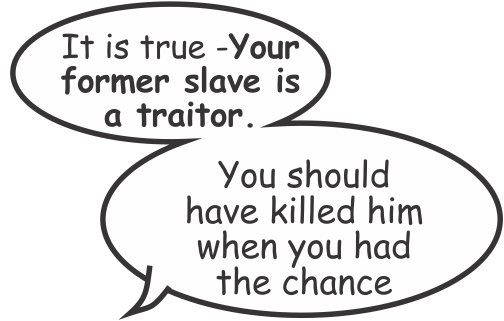 It is true -Your
former slave is
a traitor.
You should
have killed him
when you had
the chance